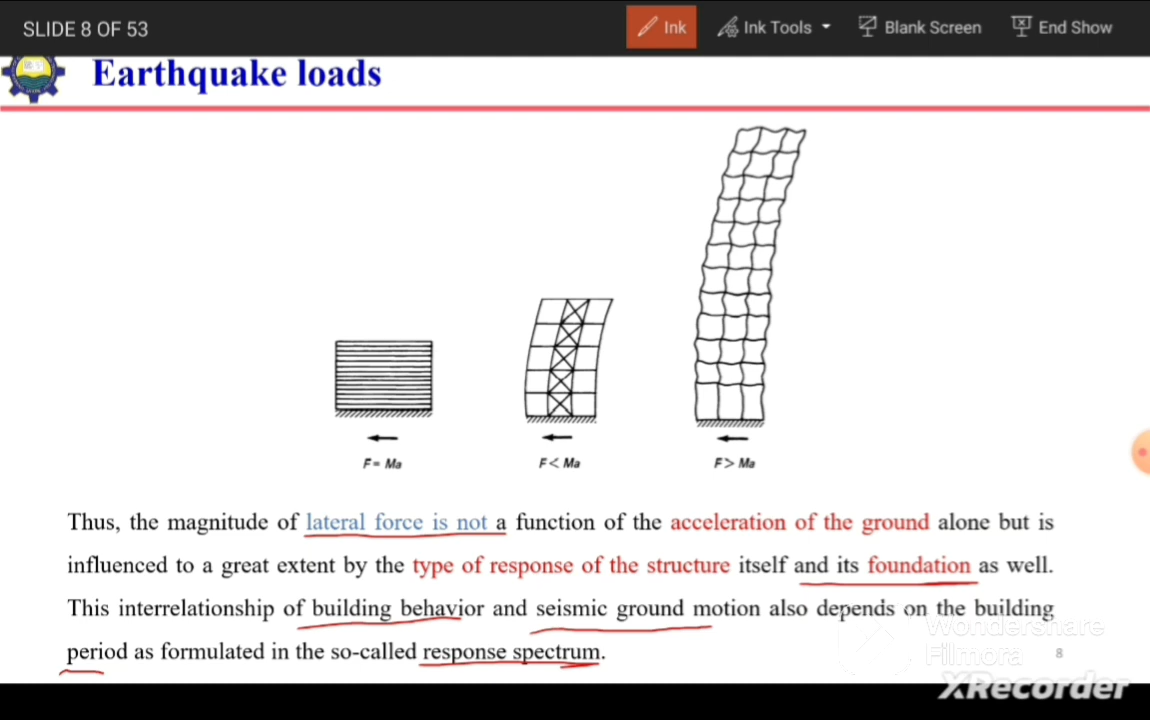 SLIDE 8 OF 53
Ink
Ink Tools
Blank Screen
End Show
Earthquake loads
F= Ma
F< Ma
F> Ma
Thus, the magnitude of lateral force is not a function of the acceleration of the ground alone but is
influenced to a great extent by the type of response of the structure itself and its foundation as well.
This interrelationship of building behavior and seismic ground motion also depends on the building
period as formulated in the so-called response spectrum.
Wondershare
Filmora
8
XRecorder